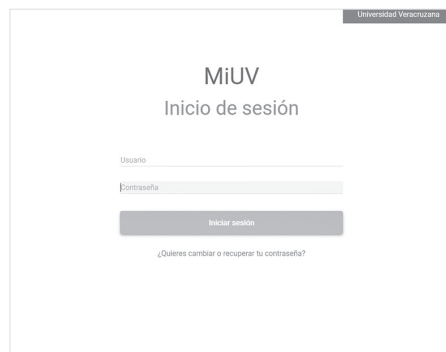 Universidad Veracruzana
MiUV
Inicio de sesión
Usuario
Contraseña
Iniciar sesión
¿Quieres cambiar o recuperar tu contraseña?